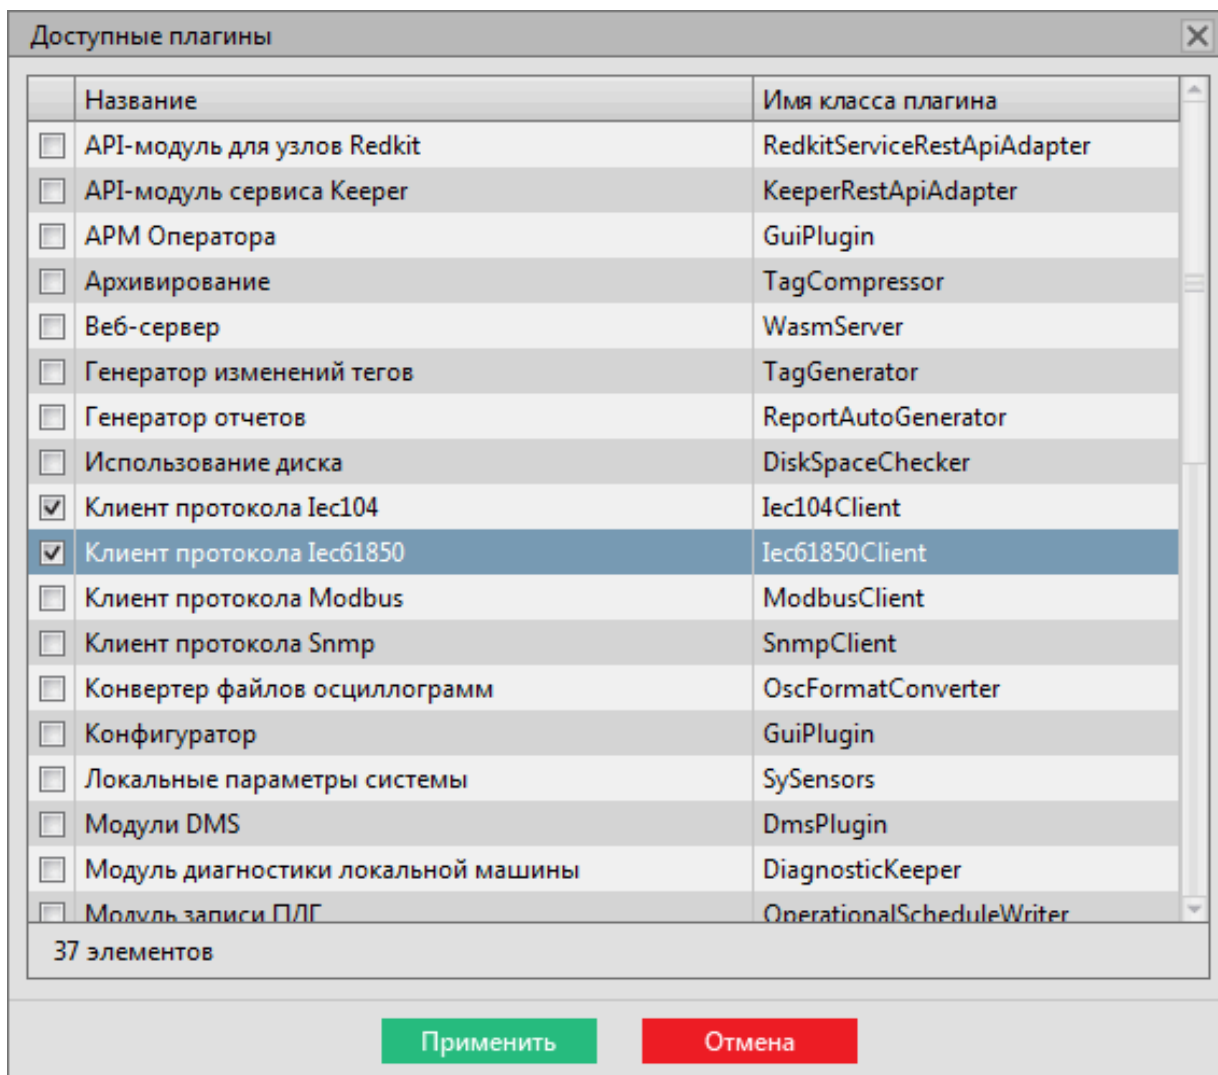 Доступные плагины
Название Имя класса плагина
API-модуль для узлов Redkit RedkitServiceRestApiAdapter
API-модуль сервиса Keeper KeeperRestApiAdapter
АРМ Оператора GuiPlugin
Архивирование TagCompressor
Веб-сервер WasmServer
Генератор изменений тегов TagGenerator
Генератор отчетов ReportAutoGenerator
Использование диска DiskSpaceChecker
Клиент протокола Iec104 Iec104Client
Клиент протокола Iec61850 Iec61850Client
Клиент протокола Modbus ModbusClient
Клиент протокола Snmp SnmpClient
Конвертер файлов осциллограмм OscFormatConverter
Конфигуратор GuiPlugin
Локальные параметры системы SySensors
Модули DMS DmsPlugin
Модуль диагностики локальной машины DiagnosticKeeper
Модуль записи ПДГ OperationalScheduleWriter
37 элементов
Применить Отмена